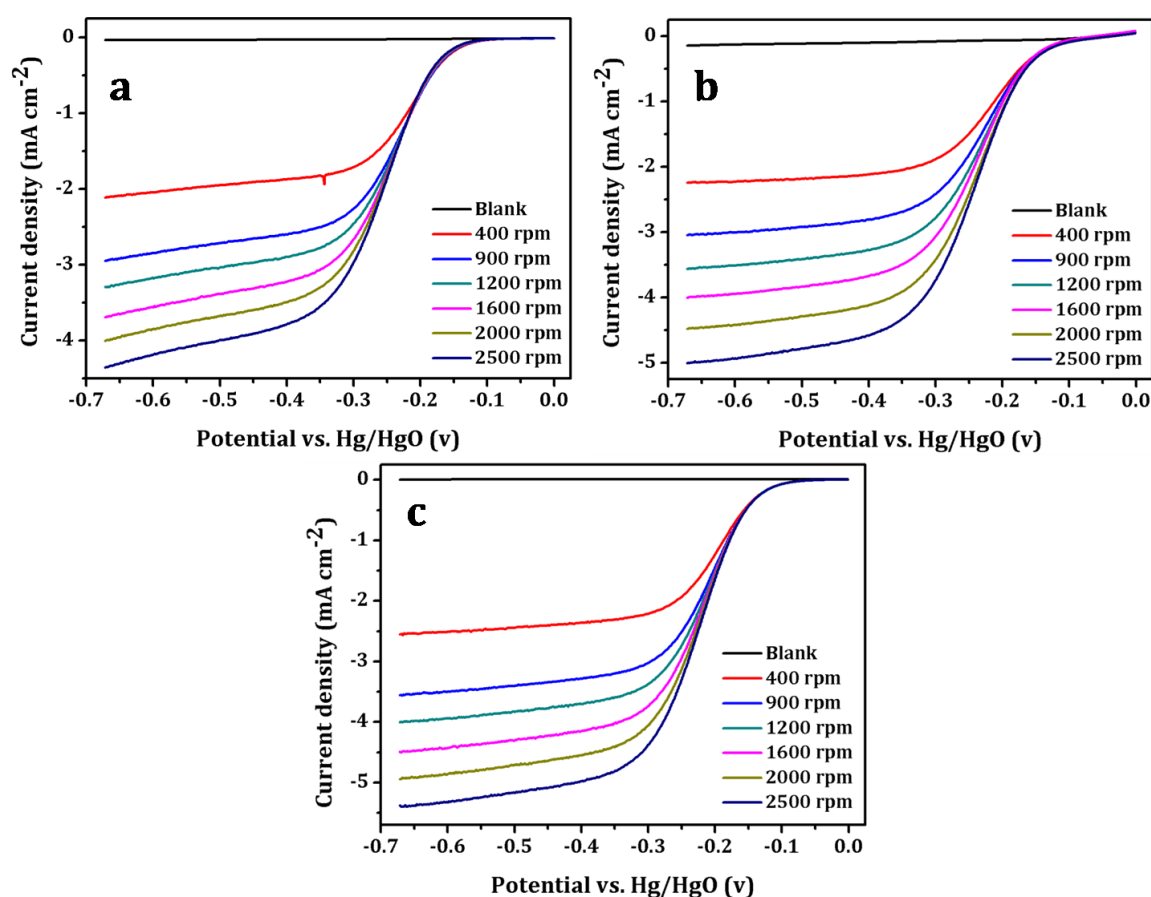 a
Current density (mA cm-2)
0
-1
-2
-3
-4
Blank
400 rpm
900 rpm
1200 rpm
1600 rpm
2000 rpm
2500 rpm
-0.7 -0.6 -0.5 -0.4 -0.3 -0.2 -0.1 0.0
Potential vs. Hg/HgO (v)
b
Current density (mA cm-2)
0
-1
-2
-3
-4
-5
Blank
400 rpm
900 rpm
1200 rpm
1600 rpm
2000 rpm
2500 rpm
-0.7 -0.6 -0.5 -0.4 -0.3 -0.2 -0.1 0.0
Potential vs. Hg/HgO (v)
c
Current density (mA cm-2)
0
-1
-2
-3
-4
-5
Blank
400 rpm
900 rpm
1200 rpm
1600 rpm
2000 rpm
2500 rpm
-0.7 -0.6 -0.5 -0.4 -0.3 -0.2 -0.1 0.0
Potential vs. Hg/HgO (v)